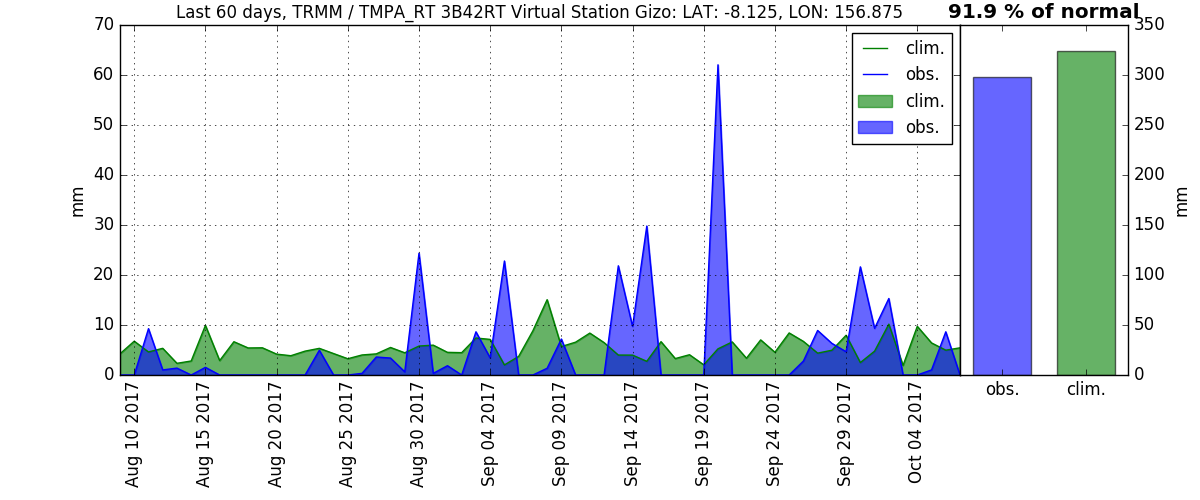 Last 60 days, TRMM / TMPA_RT 3B42RT Virtual Station Gizo: LAT: -8.125, LON: 156.875
91.9 % of normal
70
60
50
40
30
20
10
0
mm
clim.
obs.
clim.
obs.
350
300
250
200
150
100
50
0
mm
obs.
clim.
Aug 10 2017
Aug 15 2017
Aug 20 2017
Aug 25 2017
Aug 30 2017
Sep 04 2017
Sep 09 2017
Sep 14 2017
Sep 19 2017
Sep 24 2017
Sep 29 2017
Oct 04 2017